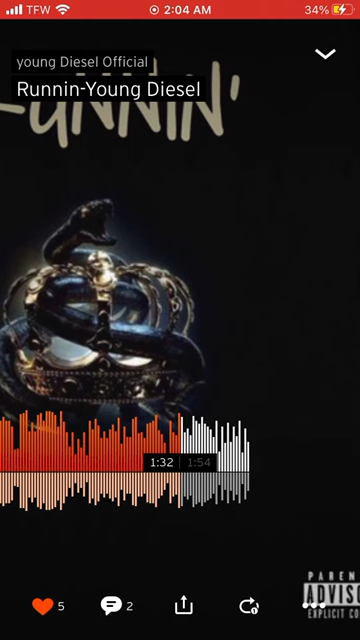 TFW 2:04 AM 34%
young Diesel Official
Runnin-Young Diesel
UNNIN'
1:32 | 1:54
5 2
PAREN
ADVISO
EXPLICIT CO